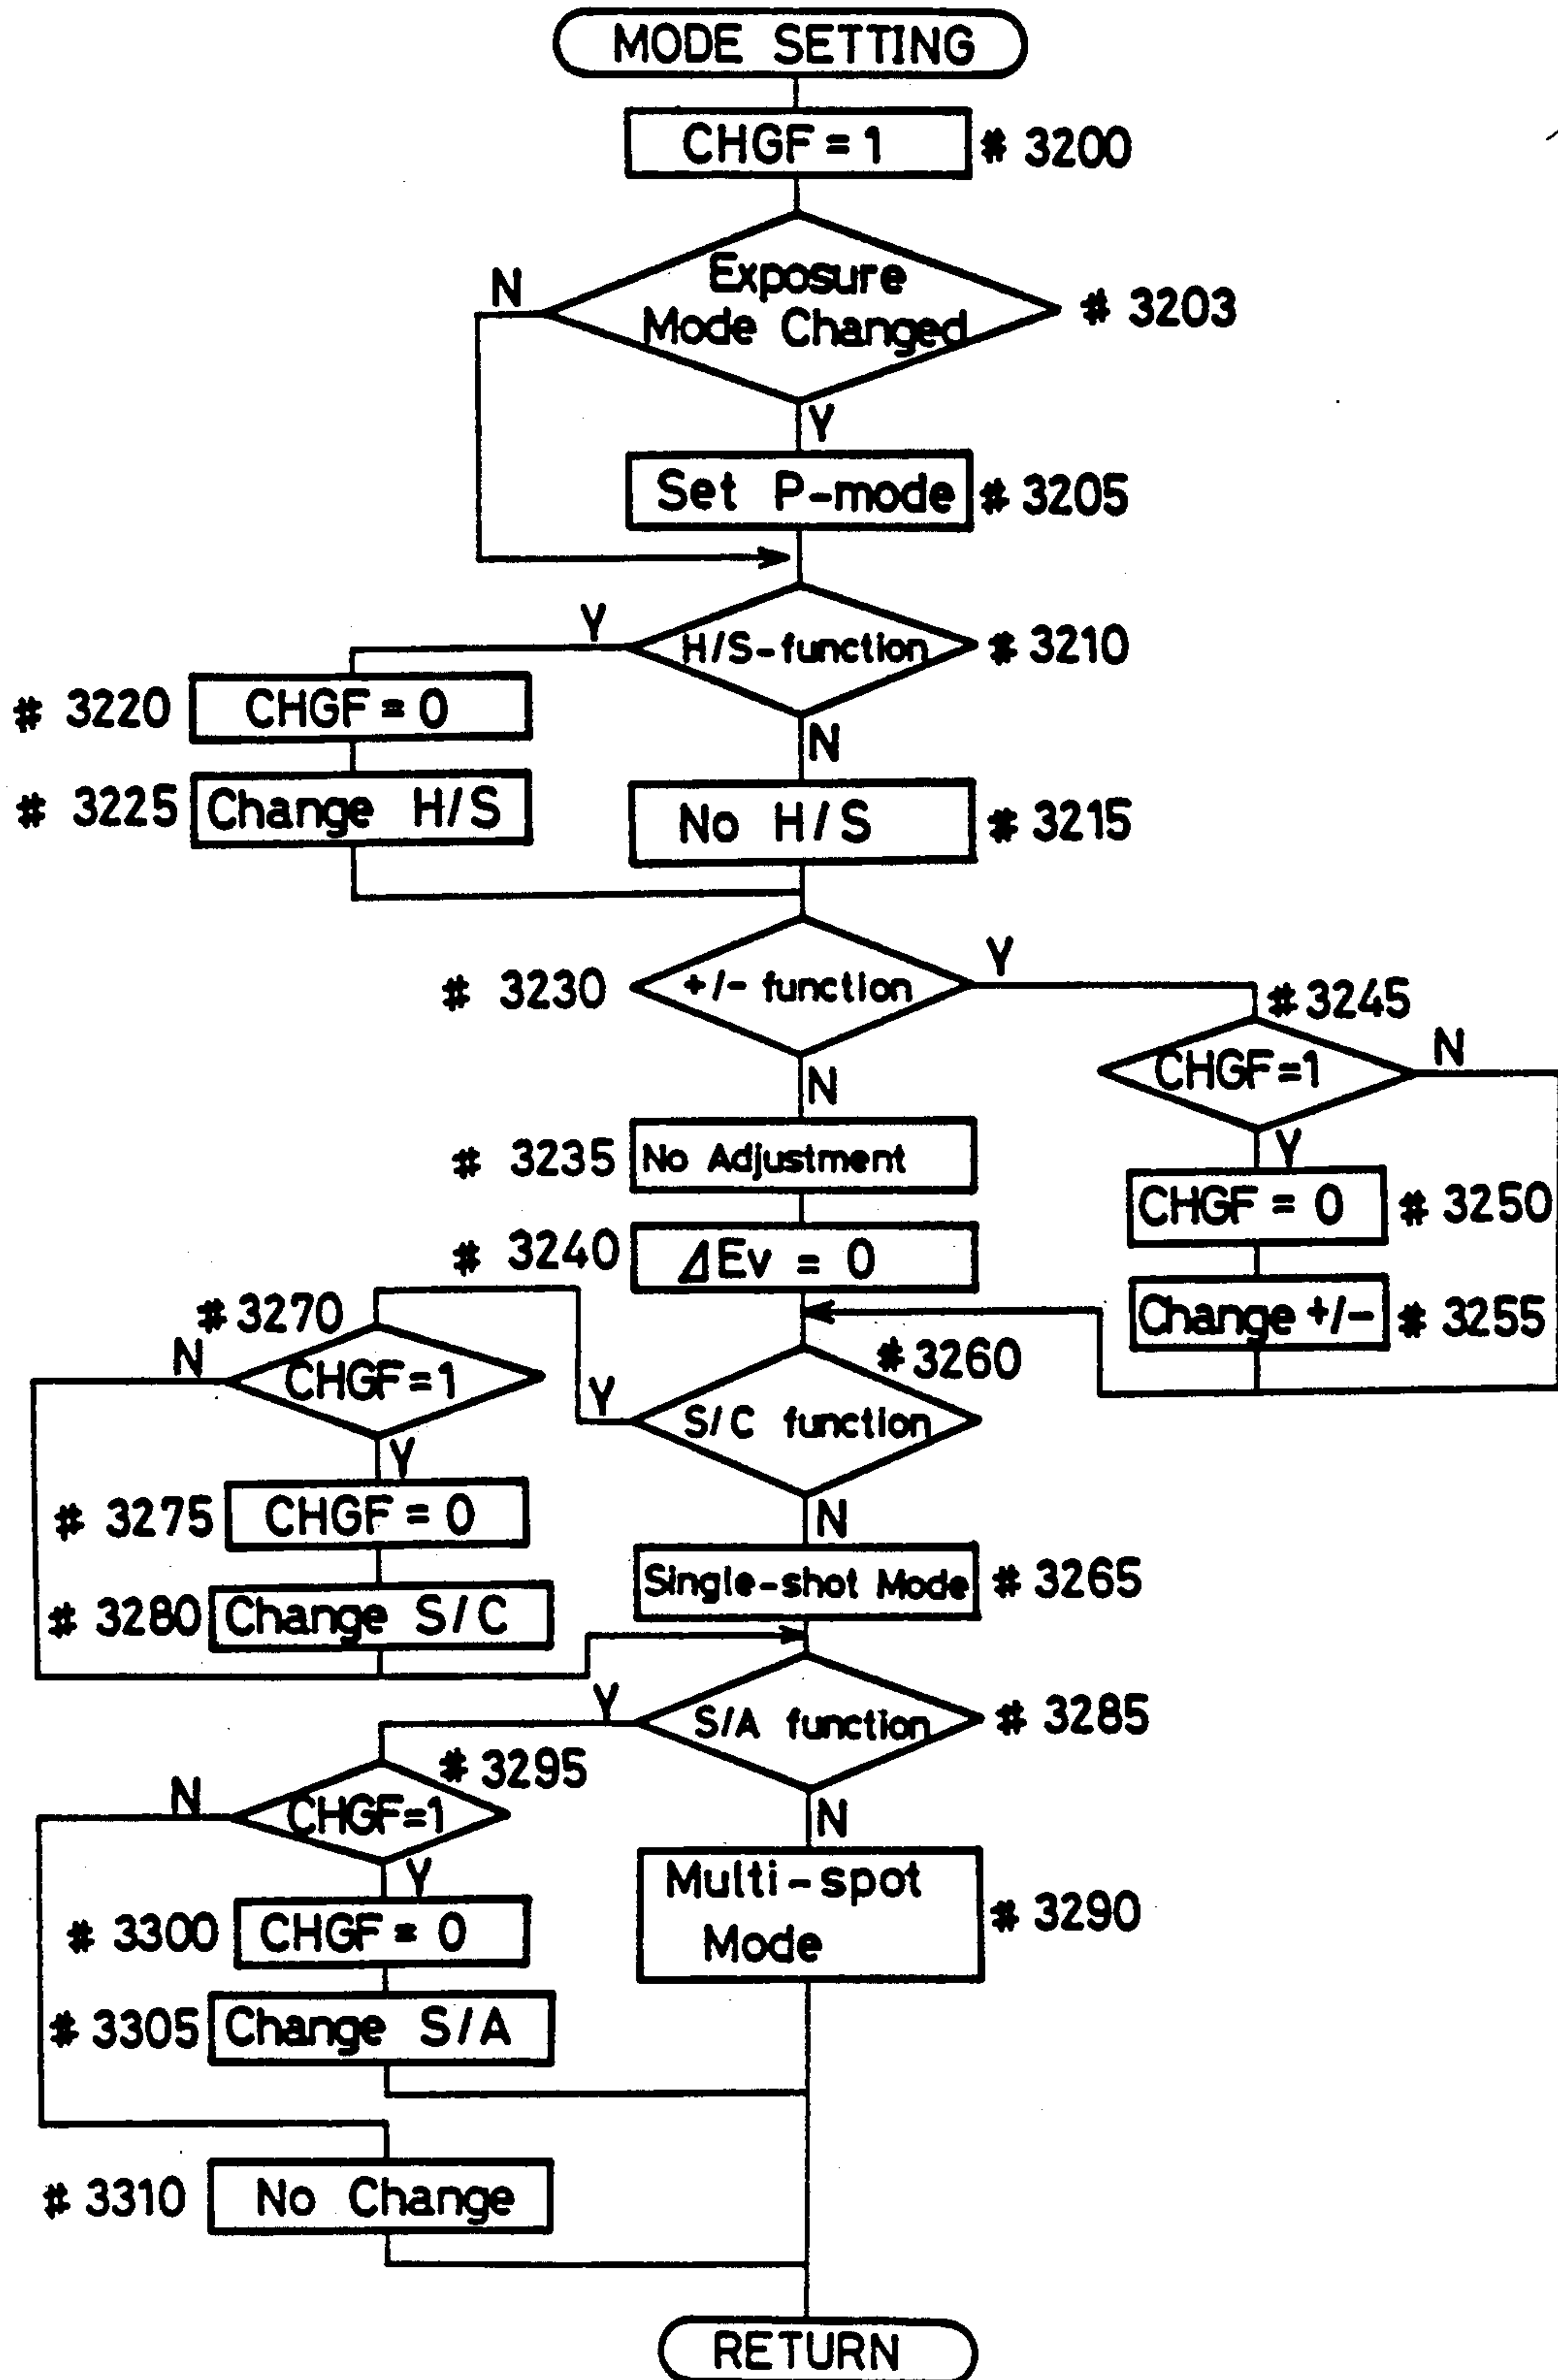 MODE SETTING
CHGF = 1 # 3200
Exposure
Mode Changed
# 3203
N
Y
Set P-mode # 3205
Y
H/S-function # 3210
# 3220 CHGF = 0
N
# 3225 Change H/S
No H/S # 3215
# 3230 +/- function
Y
# 3245
CHGF=1
N
N
Y
# 3235 No Adjustment
CHGF = 0 # 3250
# 3240 ΔEv = 0
Change +/- # 3255
# 3270
N
CHGF=1
# 3260
Y
S/C function
Y
# 3275 CHGF = 0
N
Single-shot Mode # 3265
# 3280 Change S/C
Y
S/A function # 3285
# 3295
N
CHGF=1
N
Y
Multi-spot
Mode
# 3290
# 3300 CHGF = 0
# 3305 Change S/A
# 3310 No Change
RETURN